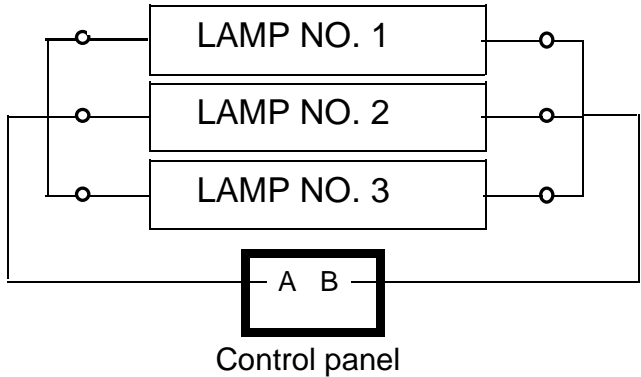 LAMP NO. 1
LAMP NO. 2
LAMP NO. 3
A B
Control panel